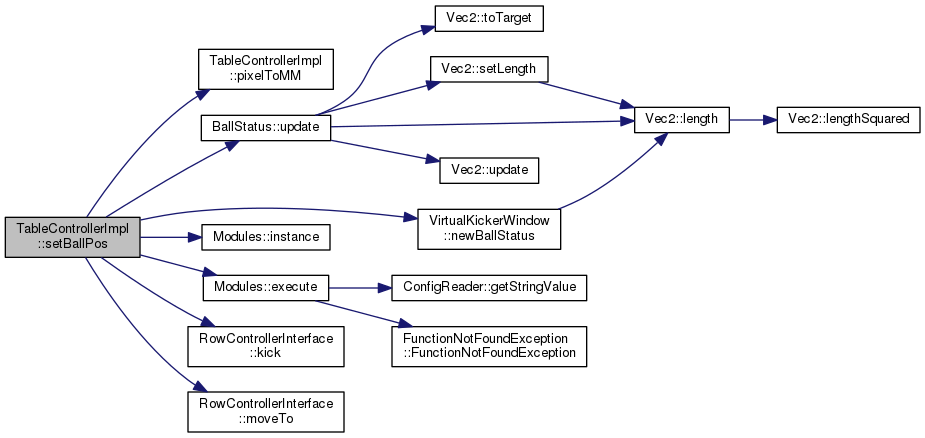 Vec2::toTarget
TableControllerImpl
::pixelToMM
Vec2::setLength
BallStatus::update
Vec2::length
Vec2::lengthSquared
Vec2::update
TableControllerImpl
::setBallPos
VirtualKickerWindow
::newBallStatus
Modules::instance
Modules::execute
ConfigReader::getStringValue
RowControllerInterface
::kick
FunctionNotFoundException
::FunctionNotFoundException
RowControllerInterface
::moveTo